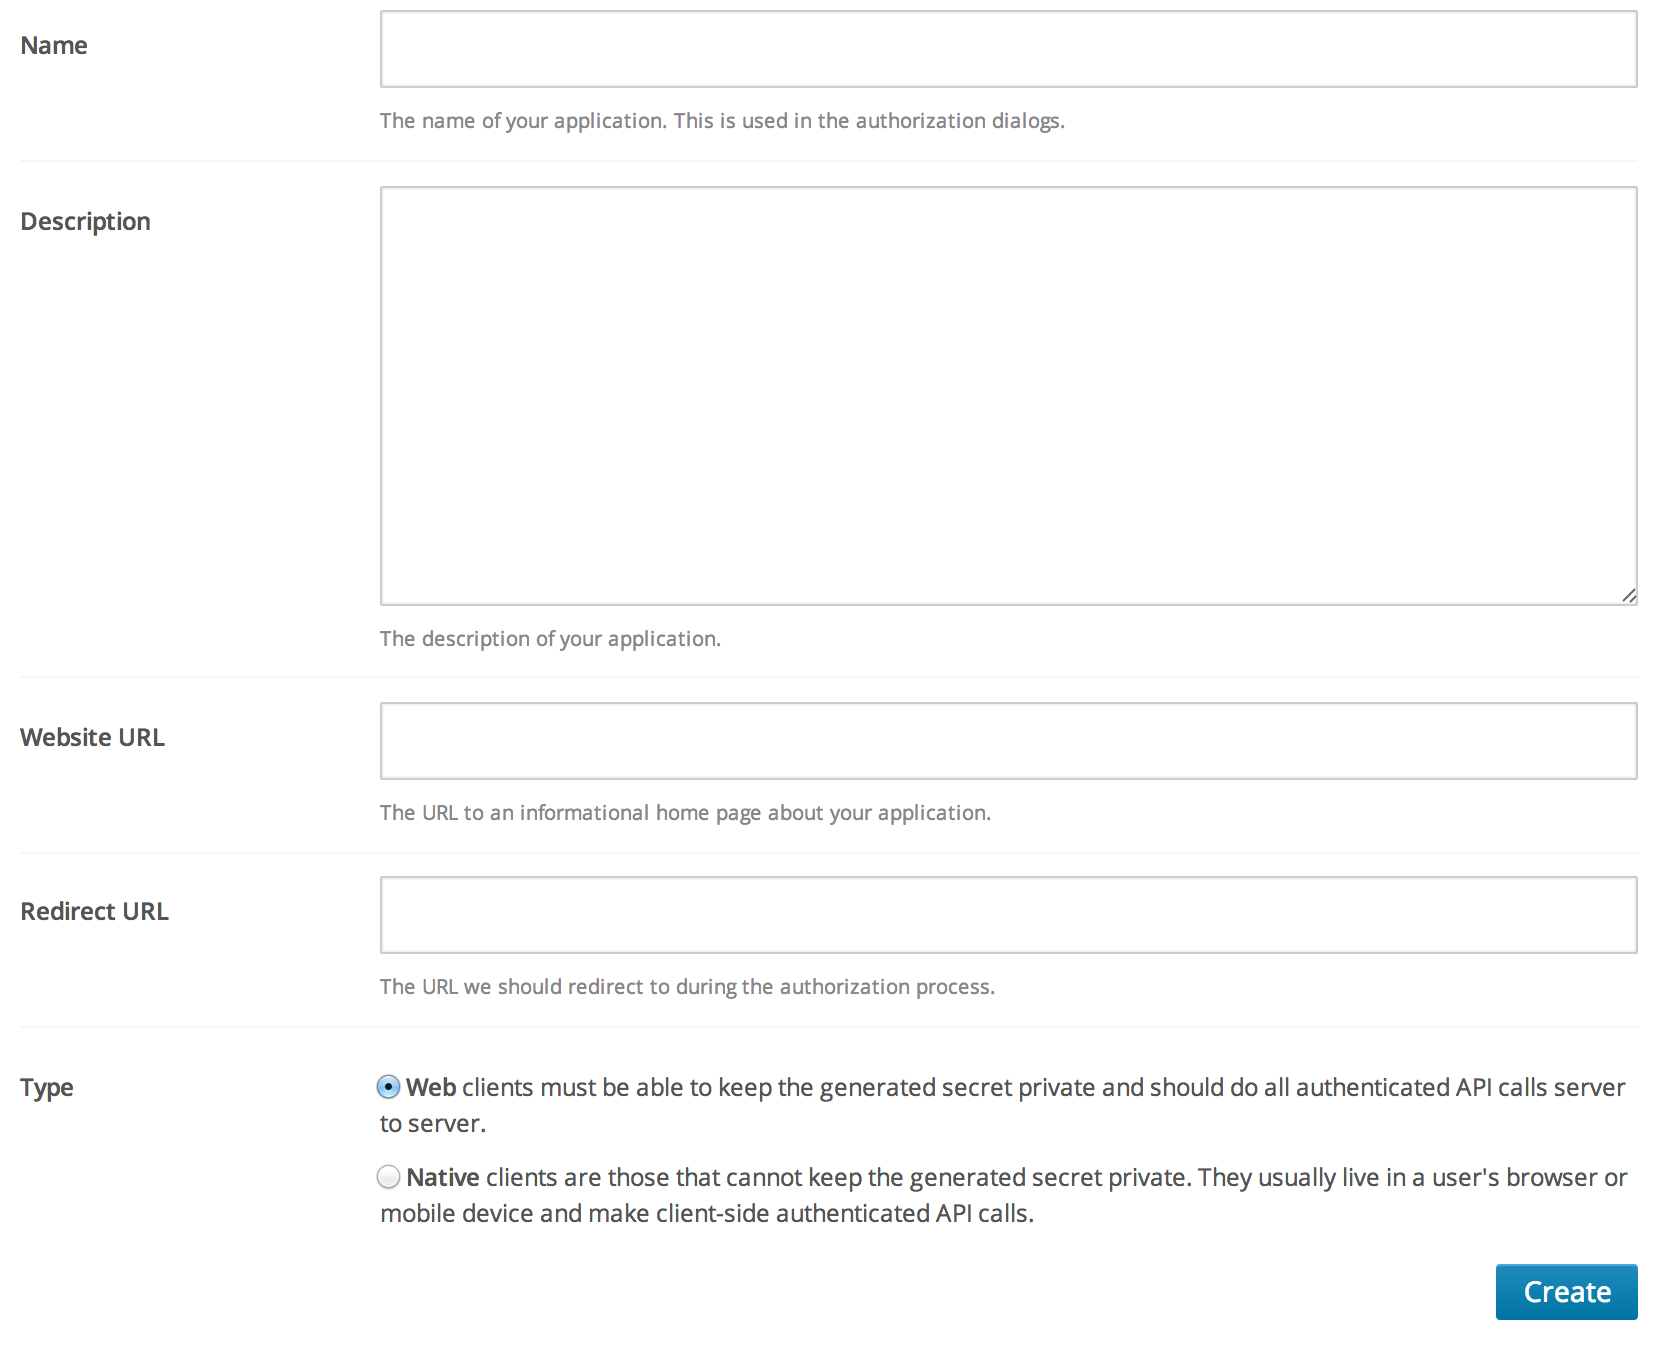 Name
The name of your application. This is used in the authorization dialogs.
Description
The description of your application.
Website URL
The URL to an informational home page about your application.
Redirect URL
The URL we should redirect to during the authorization process.
Type
Web clients must be able to keep the generated secret private and should do all authenticated API calls server
to server.
Native clients are those that cannot keep the generated secret private. They usually live in a user's browser or
mobile device and make client-side authenticated API calls.
Create